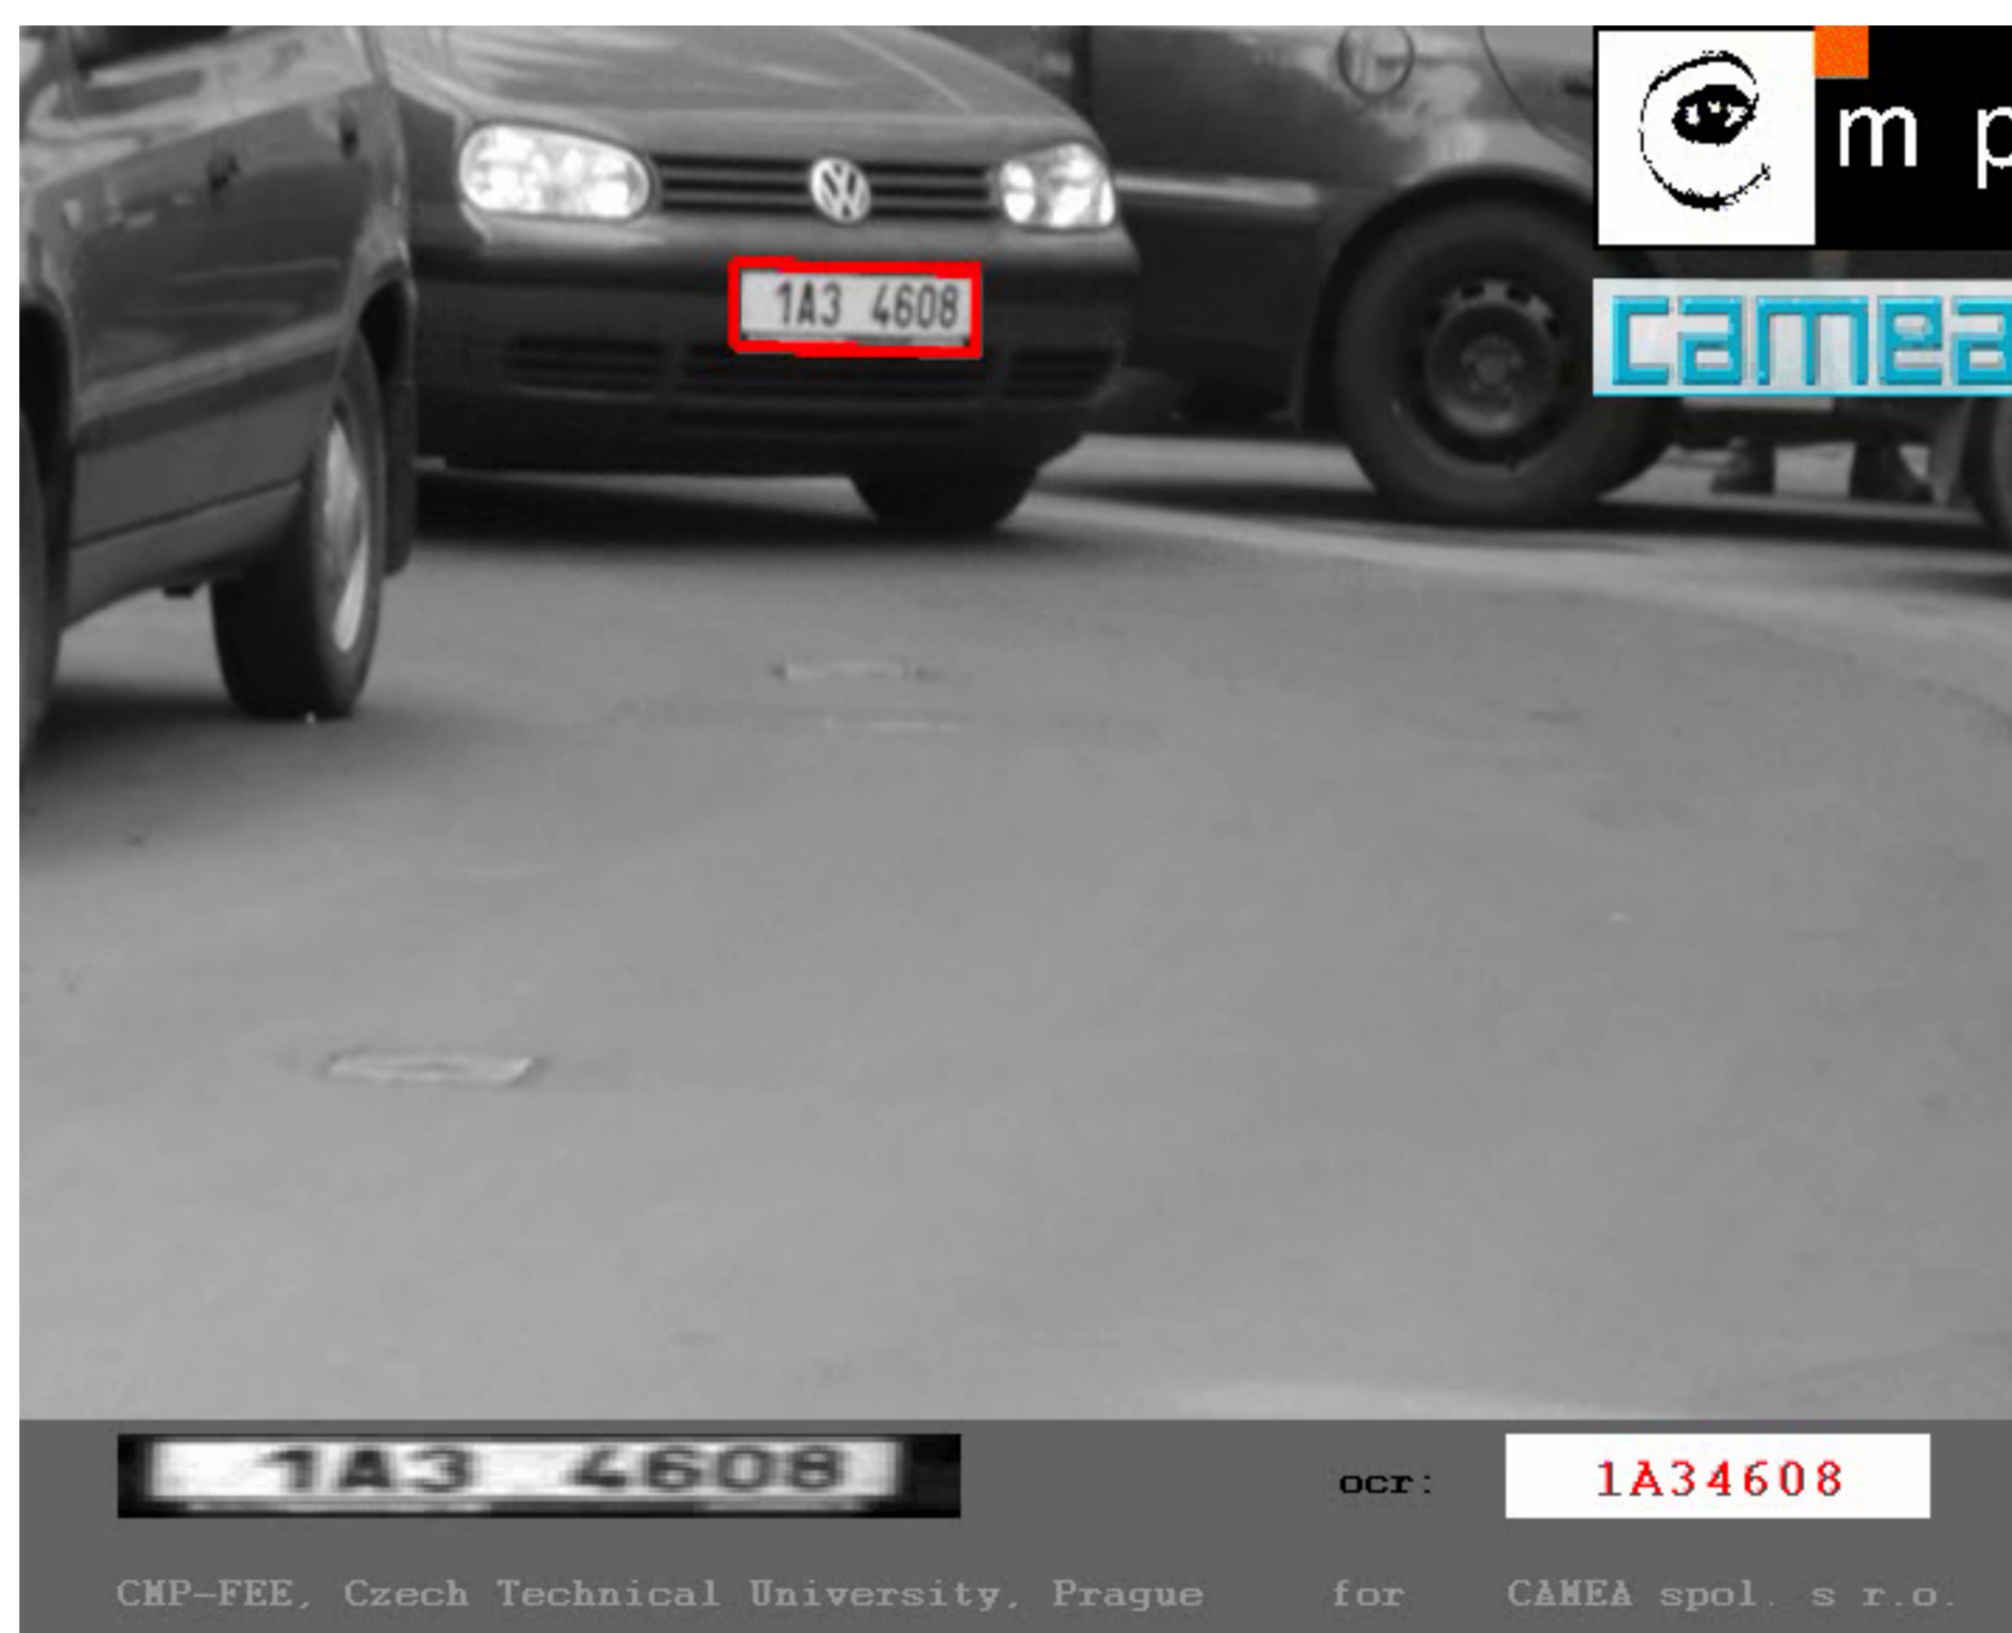 m p
camea
1A3 4608
1A3 4608
ocr: 1A34608
CMP-FEE, Czech Technical University, Prague for CAMEA spol. s r.o.